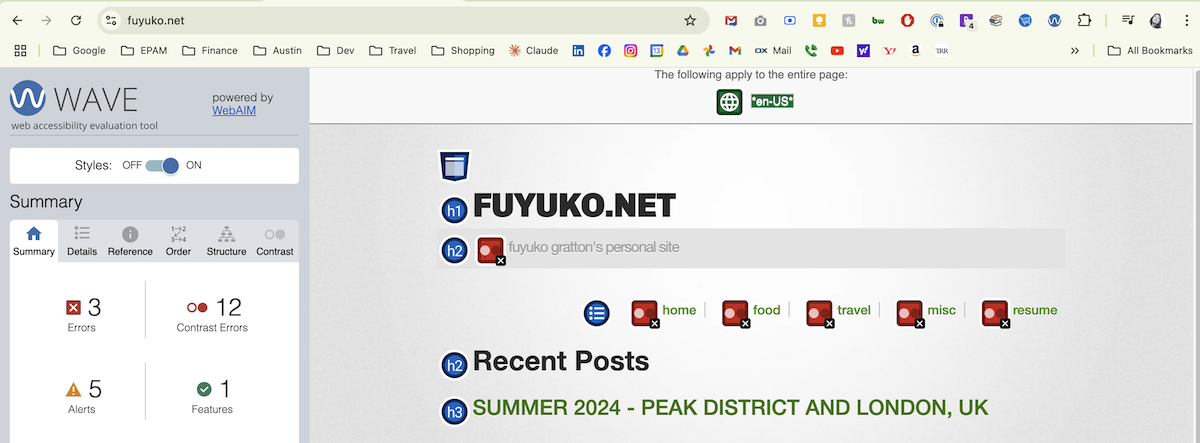 fuyuko.net
4
Google EPAM Finance Austin Dev Travel Shopping Claude DX Mail All Bookmarks
WAVE
powered by
WebAIM
web accessibility evaluation tool
Styles: OFF ON
Summary
Summary Details Reference Order Structure Contrast
3
Errors
12
Contrast Errors
5
Alerts
1
Features
The following apply to the entire page:
*en-US*
h1 FUYUKO.NET
h2 fuyuko gratton's personal site
home food travel misc resume
h2 Recent Posts
h3 SUMMER 2024 - PEAK DISTRICT AND LONDON, UK